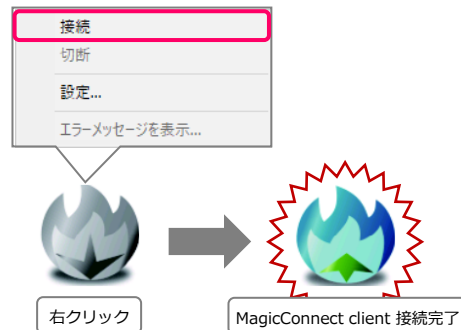 接続
切断
設定...
エラーメッセージを表示...
右クリック
MagicConnect client 接続完了